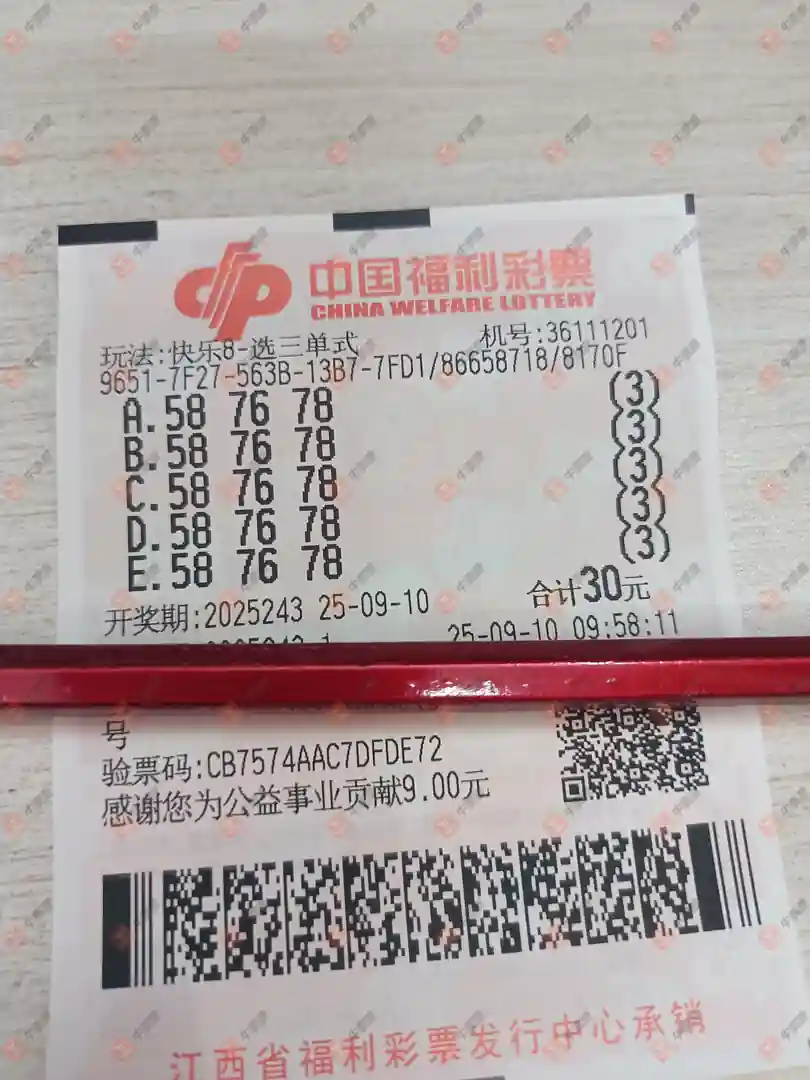 中国福利彩票
CHINA WELFARE LOTTERY
玩法:快乐8-选三单式 机号:36111201
9651-7F27-563B-13B7-7FD1/86658718/8170F
A.58 76 78 (3)
B.58 76 78 (3)
C.58 76 78 (3)
D.58 76 78 (3)
E.58 76 78 (3)
开奖期:2025243 25-09-10 合计30元
25-09-10 09:58:11
号
验票码:CB7574AAC7DFDE72
感谢您为公益事业贡献9.00元
江西省福利彩票发行中心承销